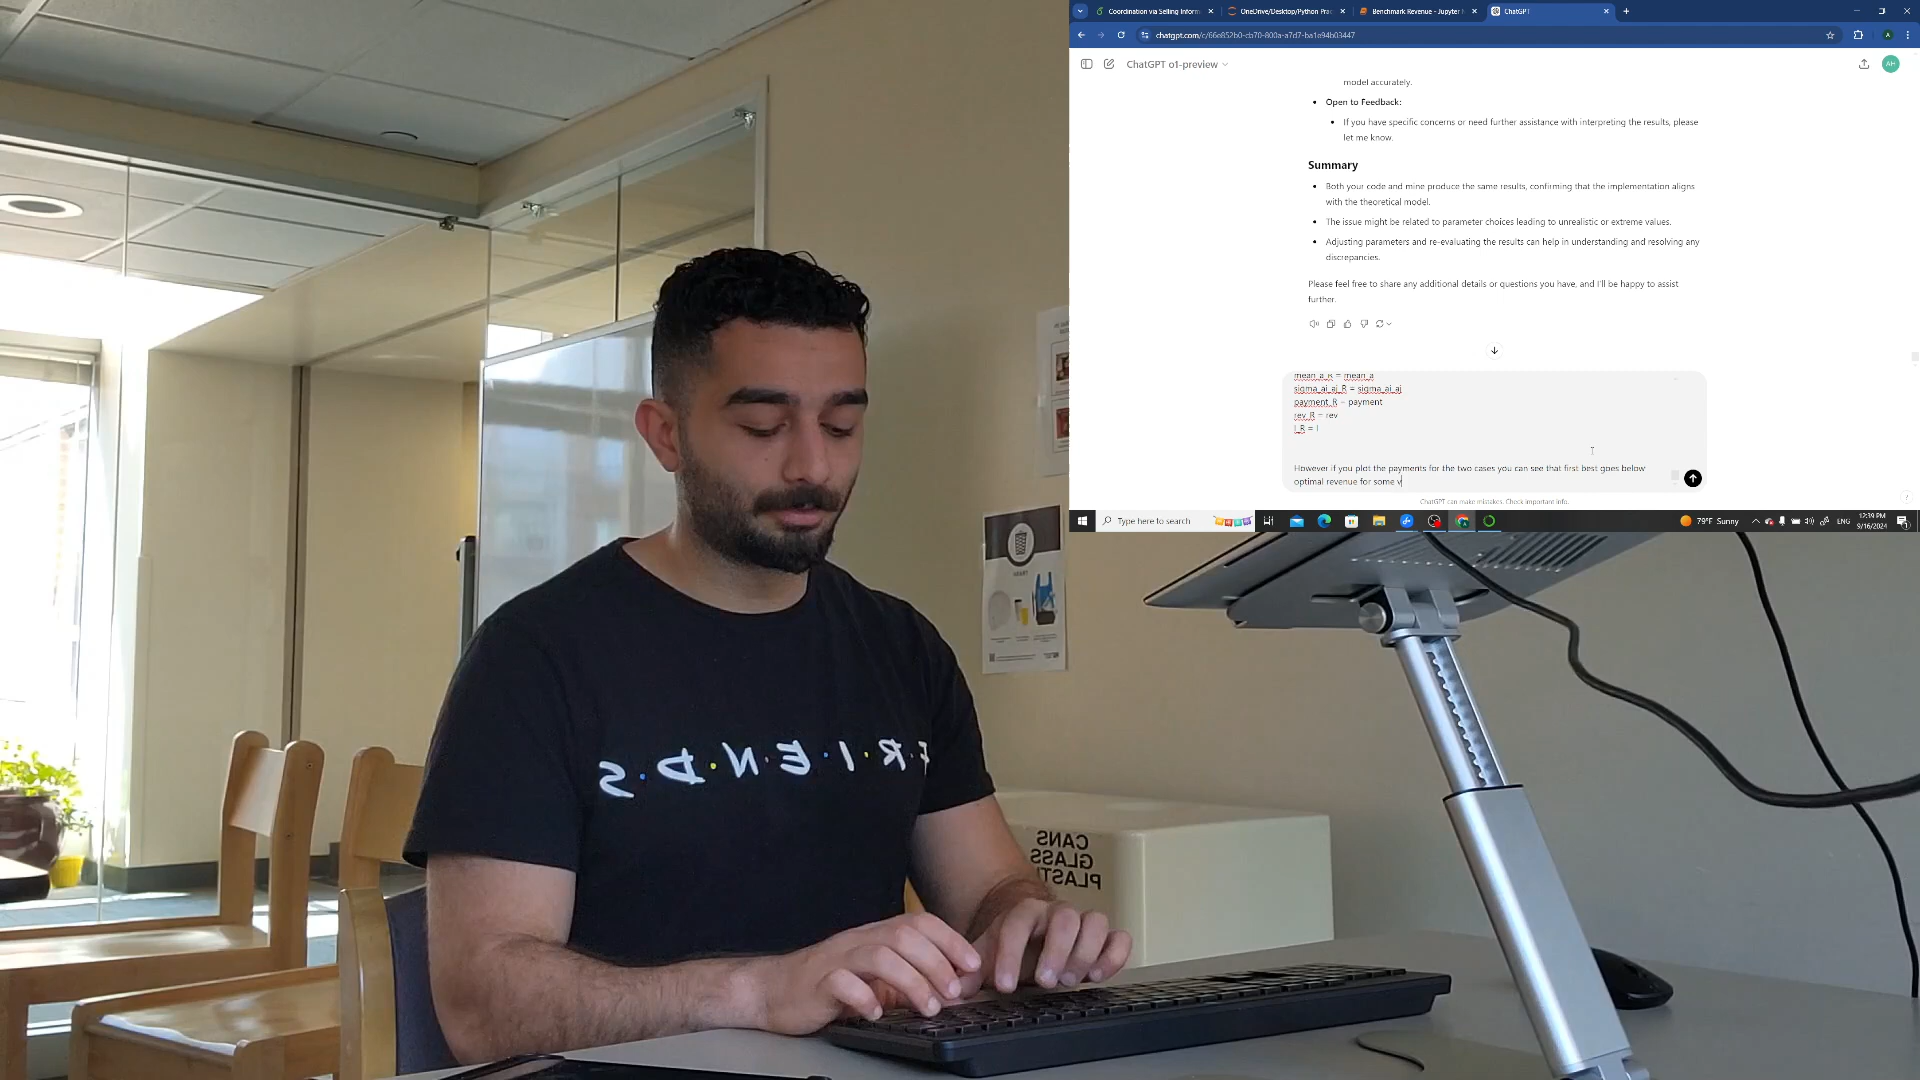 Coordination via Selling Inform
OneDrive/Desktop/Python Prac
Benchmark Revenue - Jupyter N
ChatGPT
chatgpt.com/c/66e852b0-cb70-800a-a7d7-ba1e94b03447
ChatGPT o1-preview
AH
model accurately.
Open to Feedback:
If you have specific concerns or need further assistance with interpreting the results, please
let me know.
Summary
Both your code and mine produce the same results, confirming that the implementation aligns
with the theoretical model.
The issue might be related to parameter choices leading to unrealistic or extreme values.
Adjusting parameters and re-evaluating the results can help in understanding and resolving any
discrepancies.
Please feel free to share any additional details or questions you have, and I'll be happy to assist
further.
mean_a_R = mean_a
sigma_ai_aj_R = sigma_ai_aj
payment_R = payment
rev_R = rev
I_R = I
However if you plot the payments for the two cases you can see that first best goes below
optimal revenue for some v
ChatGPT can make mistakes. Check important info.
?
Type here to search
79°F Sunny
ENG
12:39 PM
9/16/2024
TRASH
F·R·I·E·N·D·S
CANS
GLASS
PLASTI